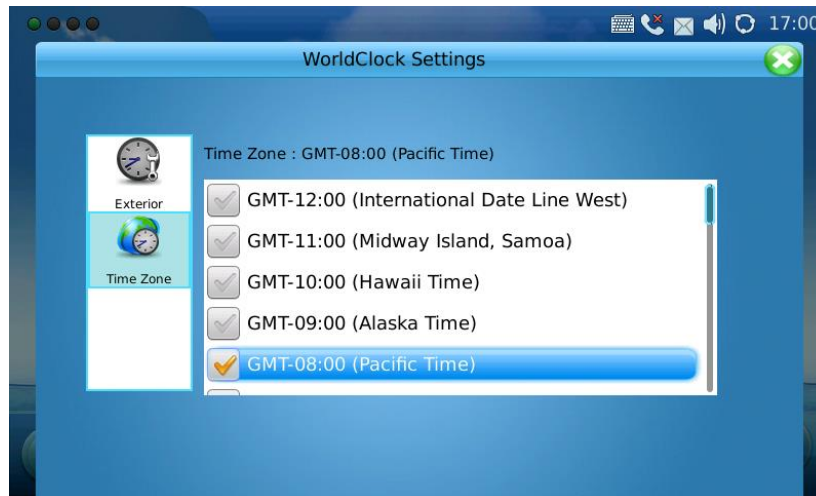 17:00
WorldClock Settings
Time Zone : GMT-08:00 (Pacific Time)
Exterior
Time Zone
GMT-12:00 (International Date Line West)
GMT-11:00 (Midway Island, Samoa)
GMT-10:00 (Hawaii Time)
GMT-09:00 (Alaska Time)
GMT-08:00 (Pacific Time)